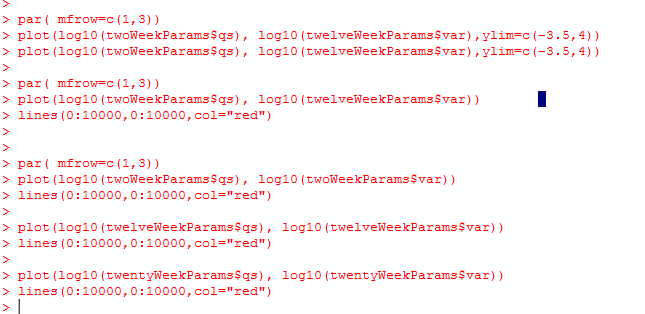 >
> par( mfrow=c(1,3))
> plot(log10(twoWeekParams$qs), log10(twelveWeekParams$var),ylim=c(-3.5,4))
> plot(log10(twoWeekParams$qs), log10(twelveWeekParams$var),ylim=c(-3.5,4))
>
> par( mfrow=c(1,3))
> plot(log10(twoWeekParams$qs), log10(twelveWeekParams$var))
> lines(0:10000,0:10000,col="red")
>
>
> par( mfrow=c(1,3))
> plot(log10(twoWeekParams$qs), log10(twoWeekParams$var))
> lines(0:10000,0:10000,col="red")
>
> plot(log10(twelveWeekParams$qs), log10(twelveWeekParams$var))
> lines(0:10000,0:10000,col="red")
>
> plot(log10(twentyWeekParams$qs), log10(twentyWeekParams$var))
> lines(0:10000,0:10000,col="red")
>